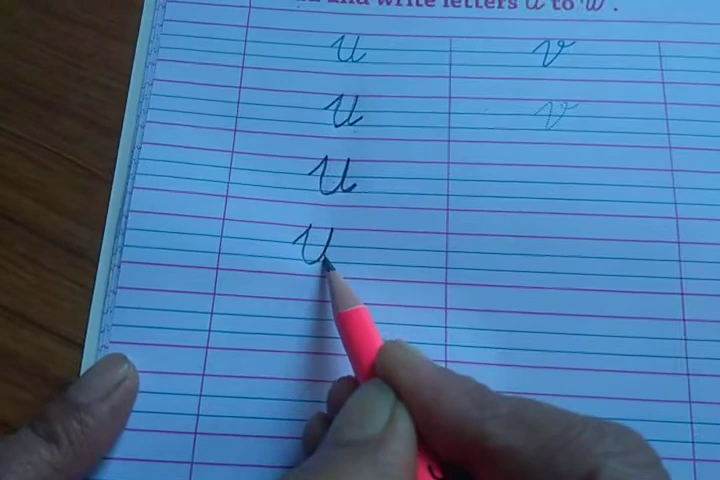 and write letters u to w.
u v
u v
u
u